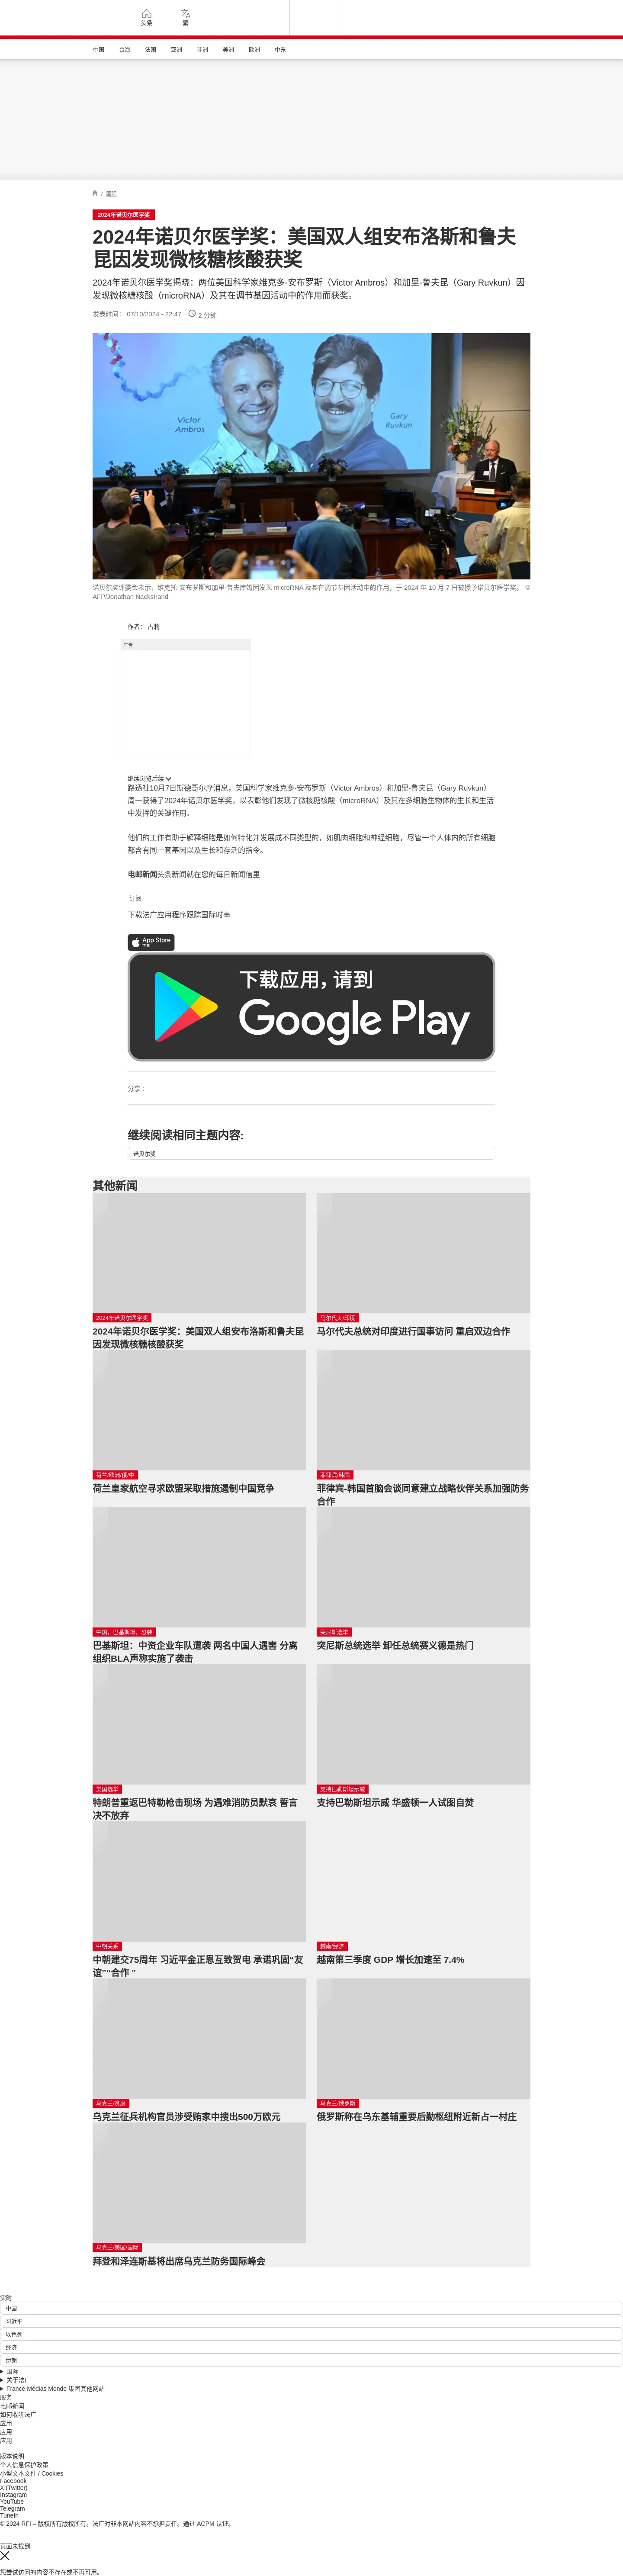 头条
繁
中国
台海
法国
亚洲
非洲
美洲
欧洲
中东
/ 国际
2024年诺贝尔医学奖
2024年诺贝尔医学奖：美国双人组安布洛斯和鲁夫
昆因发现微核糖核酸获奖
2024年诺贝尔医学奖揭晓：两位美国科学家维克多-安布罗斯（Victor Ambros）和加里-鲁夫昆（Gary Ruvkun）因
发现微核糖核酸（microRNA）及其在调节基因活动中的作用而获奖。
发表时间： 07/10/2024 - 22:47
2 分钟
Victor
Ambros
Gary
Ruvkun
诺贝尔奖评委会表示，维克托-安布罗斯和加里-鲁夫库姆因发现 microRNA 及其在调节基因活动中的作用，于 2024 年 10 月 7 日被授予诺贝尔医学奖。 ©
AFP/Jonathan Nackstrand
作者： 古莉
广告
继续浏览后续
路透社10月7日斯德哥尔摩消息，美国科学家维克多-安布罗斯（Victor Ambros）和加里-鲁夫昆（Gary Ruvkun）
周一获得了2024年诺贝尔医学奖，以表彰他们发现了微核糖核酸（microRNA）及其在多细胞生物体的生长和生活
中发挥的关键作用。
他们的工作有助于解释细胞是如何特化并发展成不同类型的，如肌肉细胞和神经细胞，尽管一个人体内的所有细胞
都含有同一套基因以及生长和存活的指令。
电邮新闻头条新闻就在您的每日新闻信里
订阅
下载法广应用程序跟踪国际时事
App Store
下载
下载应用，请到
Google Play
分享 :
继续阅读相同主题内容:
诺贝尔奖
其他新闻
2024年诺贝尔医学奖
2024年诺贝尔医学奖：美国双人组安布洛斯和鲁夫昆
因发现微核糖核酸获奖
马尔代夫/印度
马尔代夫总统对印度进行国事访问 重启双边合作
荷兰/欧洲/俄/中
荷兰皇家航空寻求欧盟采取措施遏制中国竞争
菲律宾/韩国
菲律宾-韩国首脑会谈同意建立战略伙伴关系加强防务
合作
中国，巴基斯坦，恐袭
巴基斯坦：中资企业车队遭袭 两名中国人遇害 分离
组织BLA声称实施了袭击
突尼斯选举
突尼斯总统选举 卸任总统赛义德是热门
美国选举
特朗普重返巴特勒枪击现场 为遇难消防员默哀 誓言
决不放弃
支持巴勒斯坦示威
支持巴勒斯坦示威 华盛顿一人试图自焚
中朝关系
中朝建交75周年 习近平金正恩互致贺电 承诺巩固“友
谊”“合作 ”
越南/经济
越南第三季度 GDP 增长加速至 7.4%
乌克兰/贪腐
乌克兰征兵机构官员涉受贿家中搜出500万欧元
乌克兰/俄罗斯
俄罗斯称在乌东基辅重要后勤枢纽附近新占一村庄
乌克兰/美国/国际
拜登和泽连斯基将出席乌克兰防务国际峰会
实时
中国
习近平
以色列
经济
伊朗
国际
关于法广
France Médias Monde 集团其他网站
服务
电邮新闻
如何收听法广
应用
应用
应用
版本说明
个人信息保护政策
小型文本文件 / Cookies
Facebook
X (Twitter)
Instagram
YouTube
Telegram
TuneIn
© 2024 RFI – 版权所有版权所有。法广对非本网站内容不承担责任。通过 ACPM 认证。
页面未找到
您尝试访问的内容不存在或不再可用。